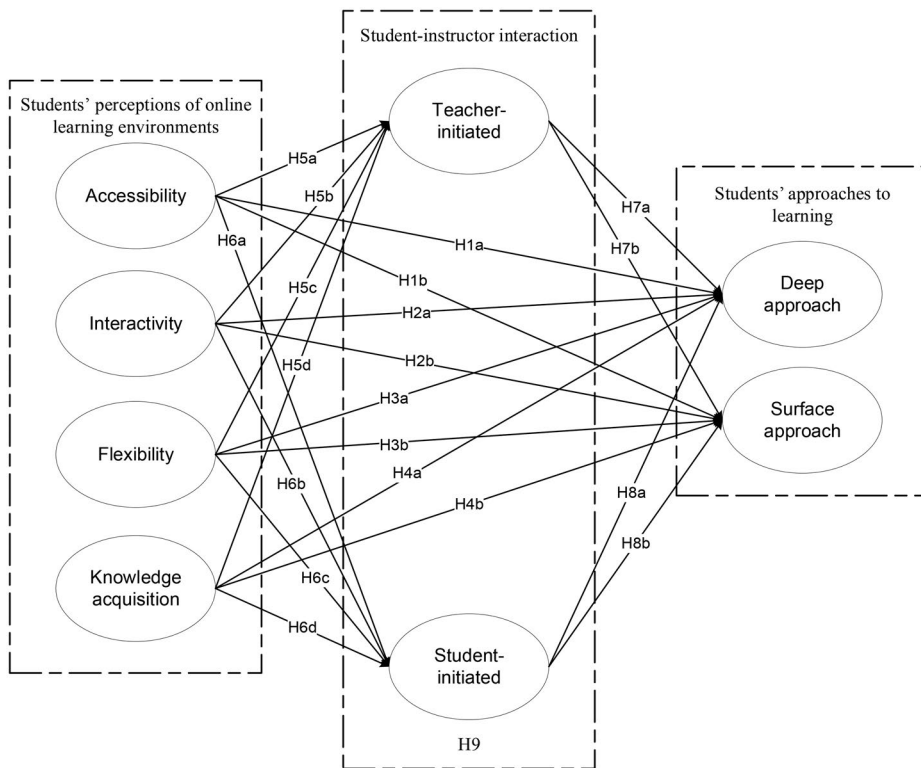 Student-instructor interaction
Students’ perceptions of online
learning environments
Teacher-
initiated
Accessibility
Interactivity
Flexibility
Knowledge
acquisition
Student-
initiated
Students’ approaches to
learning
Deep
approach
Surface
approach
H5a
H5b
H6a
H5c
H5d
H1a
H1b
H2a
H2b
H3a
H3b
H4a
H4b
H6b
H6c
H6d
H7a
H7b
H8a
H8b
H9